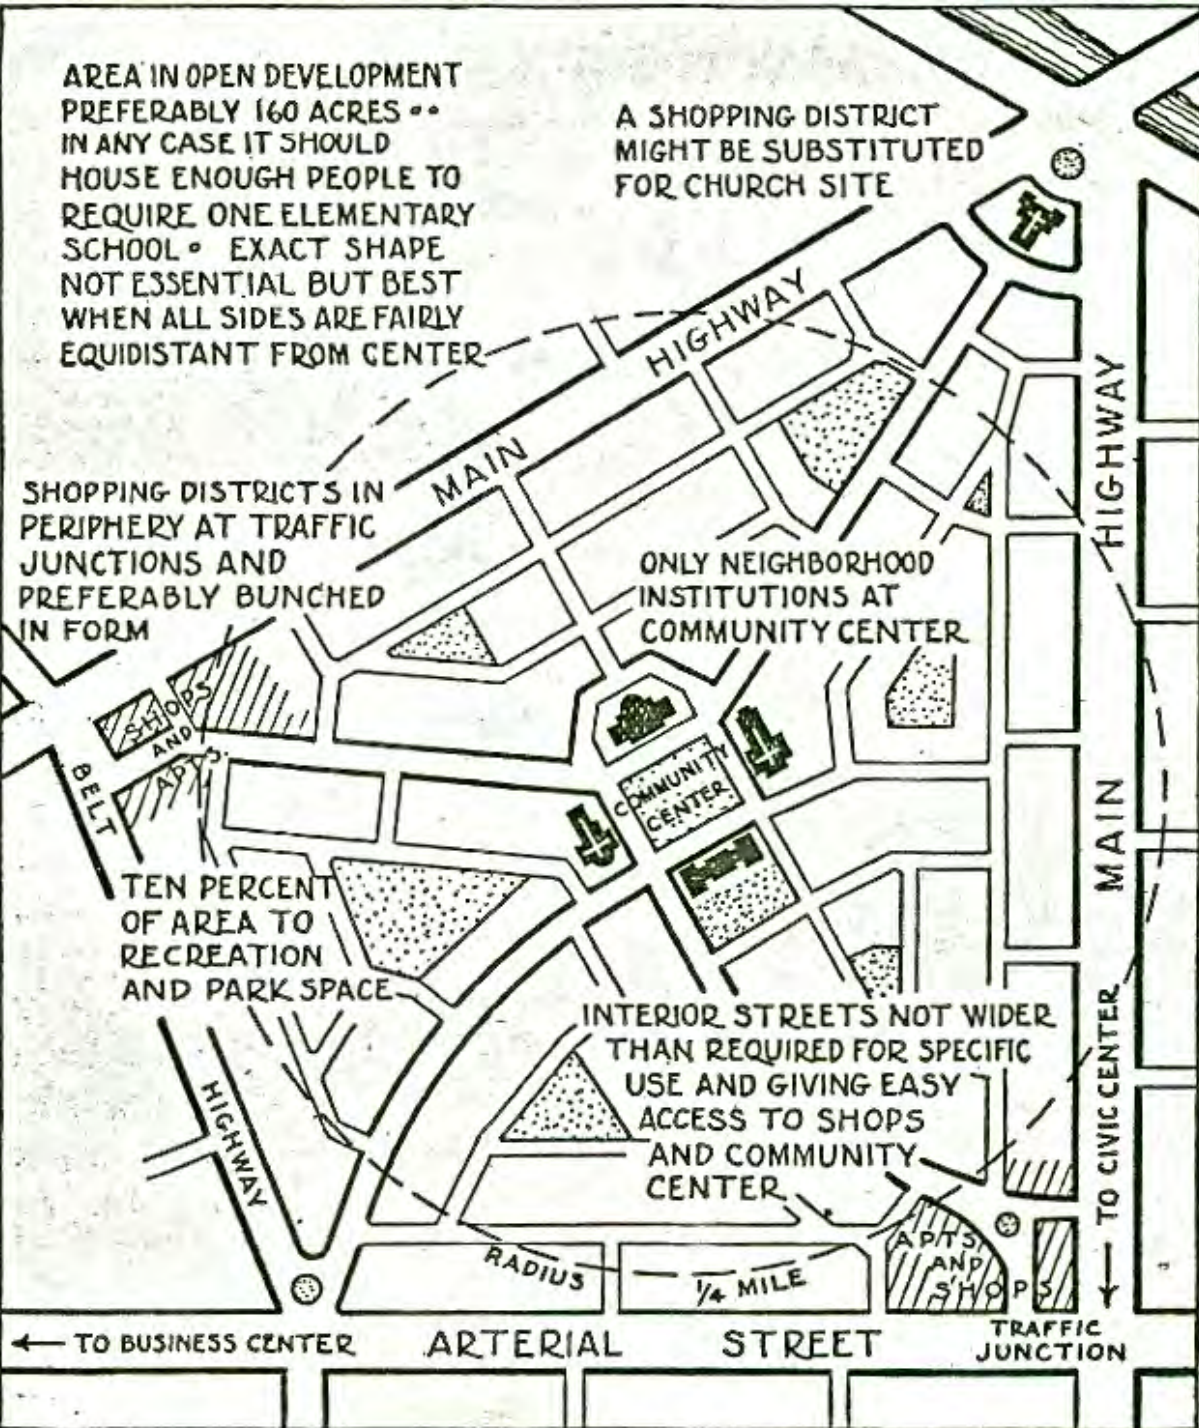 AREA IN OPEN DEVELOPMENT
PREFERABLY 160 ACRES ••
IN ANY CASE IT SHOULD
HOUSE ENOUGH PEOPLE TO
REQUIRE ONE ELEMENTARY
SCHOOL • EXACT SHAPE
NOT ESSENTIAL BUT BEST
WHEN ALL SIDES ARE FAIRLY
EQUIDISTANT FROM CENTER
A SHOPPING DISTRICT
MIGHT BE SUBSTITUTED
FOR CHURCH SITE
MAIN HIGHWAY
SHOPPING DISTRICTS IN
PERIPHERY AT TRAFFIC
JUNCTIONS AND
PREFERABLY BUNCHED
IN FORM
ONLY NEIGHBORHOOD
INSTITUTIONS AT
COMMUNITY CENTER
SHOPS
AND
APTS.
COMMUNITY
CENTER
BELT
HIGHWAY
TEN PERCENT
OF AREA TO
RECREATION
AND PARK SPACE
INTERIOR STREETS NOT WIDER
THAN REQUIRED FOR SPECIFIC
USE AND GIVING EASY
ACCESS TO SHOPS
AND COMMUNITY
CENTER
MAIN HIGHWAY
TO CIVIC CENTER
APTS
AND
SHOPS
RADIUS 1/4 MILE
← TO BUSINESS CENTER
ARTERIAL STREET
TRAFFIC
JUNCTION